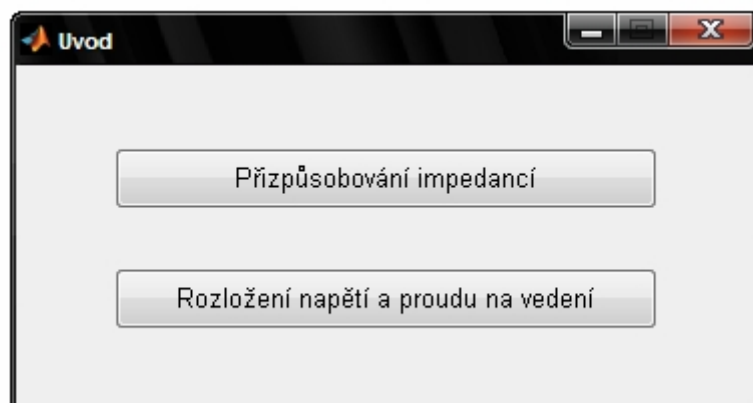 Uvod
Přizpůsobování impedancí
Rozložení napětí a proudu na vedení